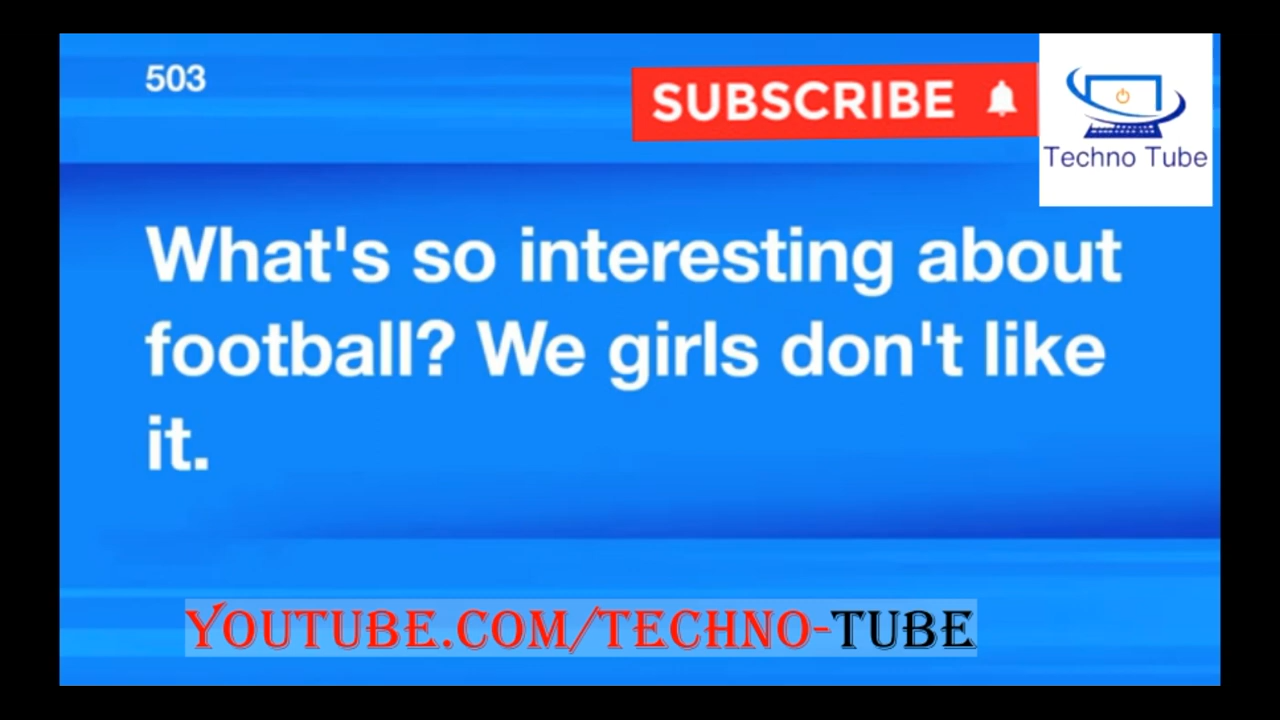 503
SUBSCRIBE
Techno Tube
What's so interesting about
football? We girls don't like
it.
YOUTUBE.COM/TECHNO-TUBE